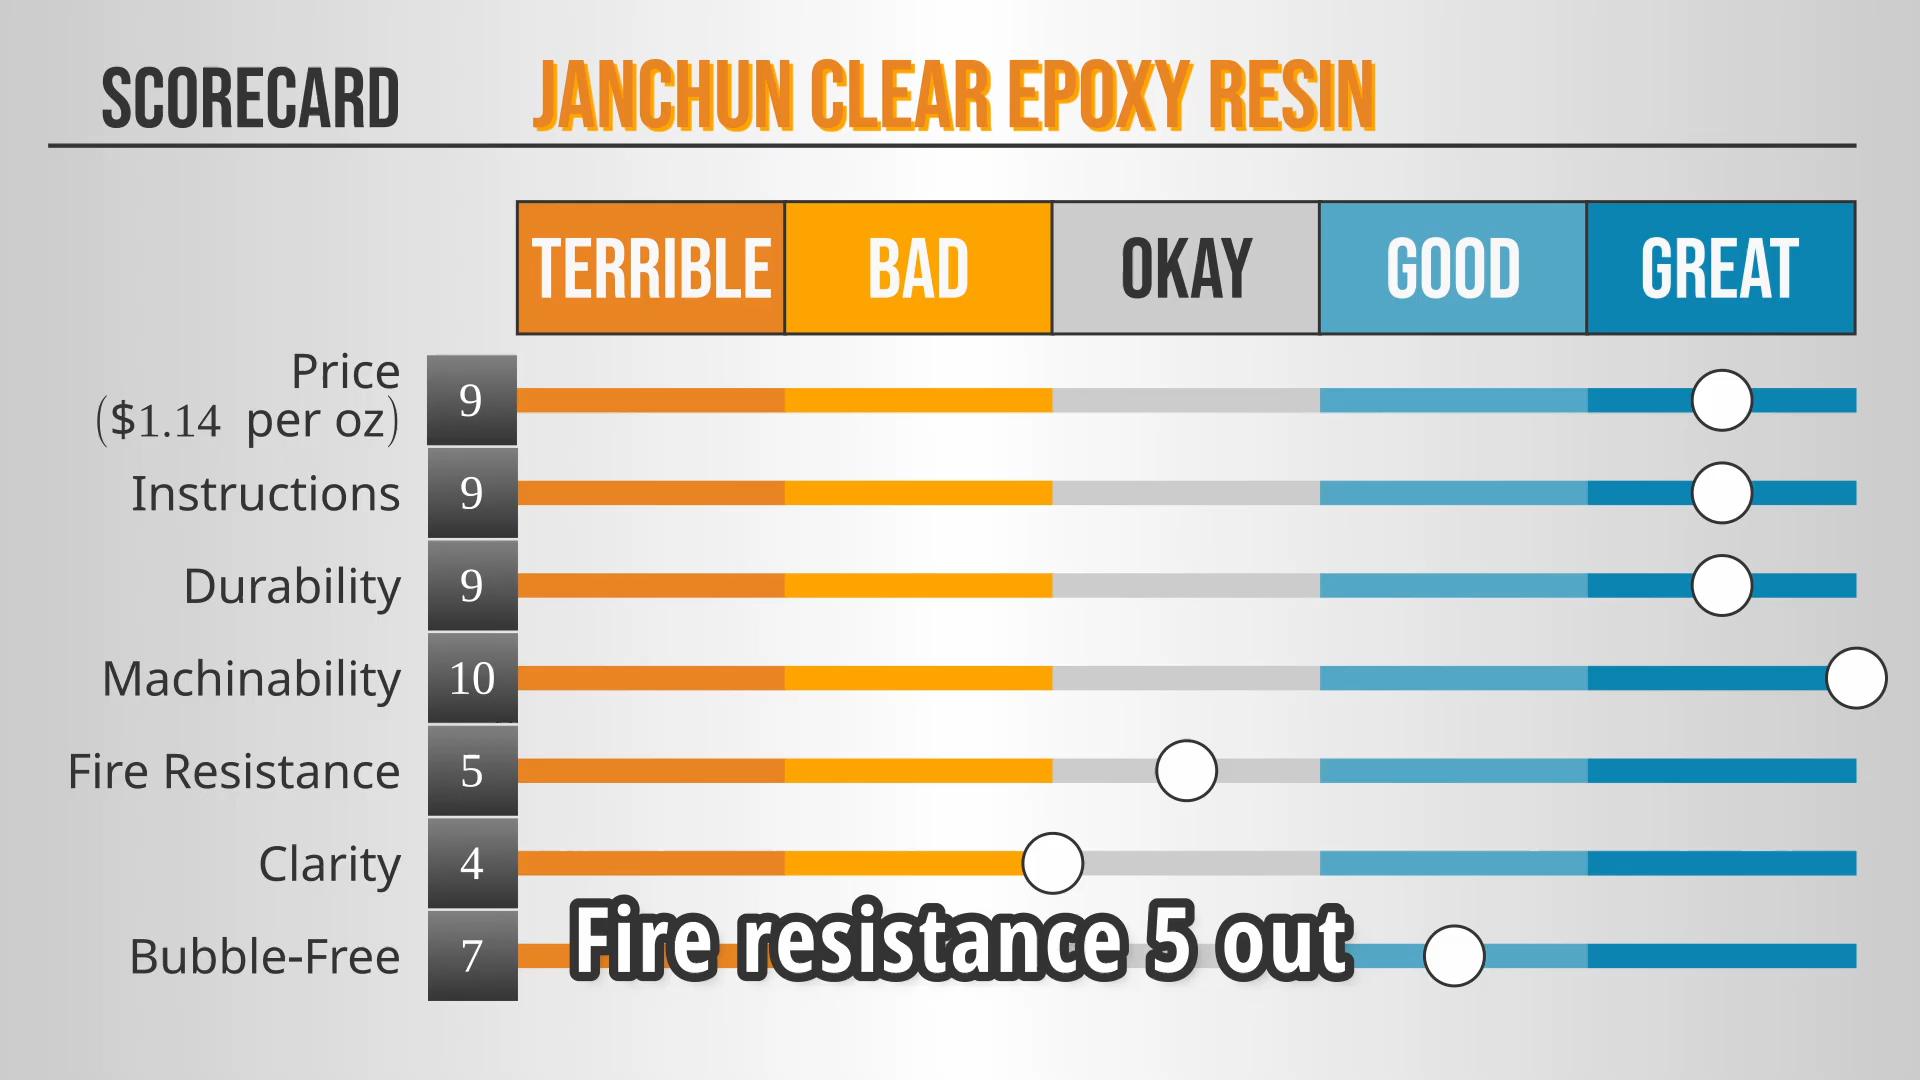 SCORECARD JANCHUN CLEAR EPOXY RESIN
TERRIBLE BAD OKAY GOOD GREAT
Price
($1.14 per oz) 9
Instructions 9
Durability 9
Machinability 10
Fire Resistance 5
Clarity 4
Bubble-Free 7
Fire resistance 5 out